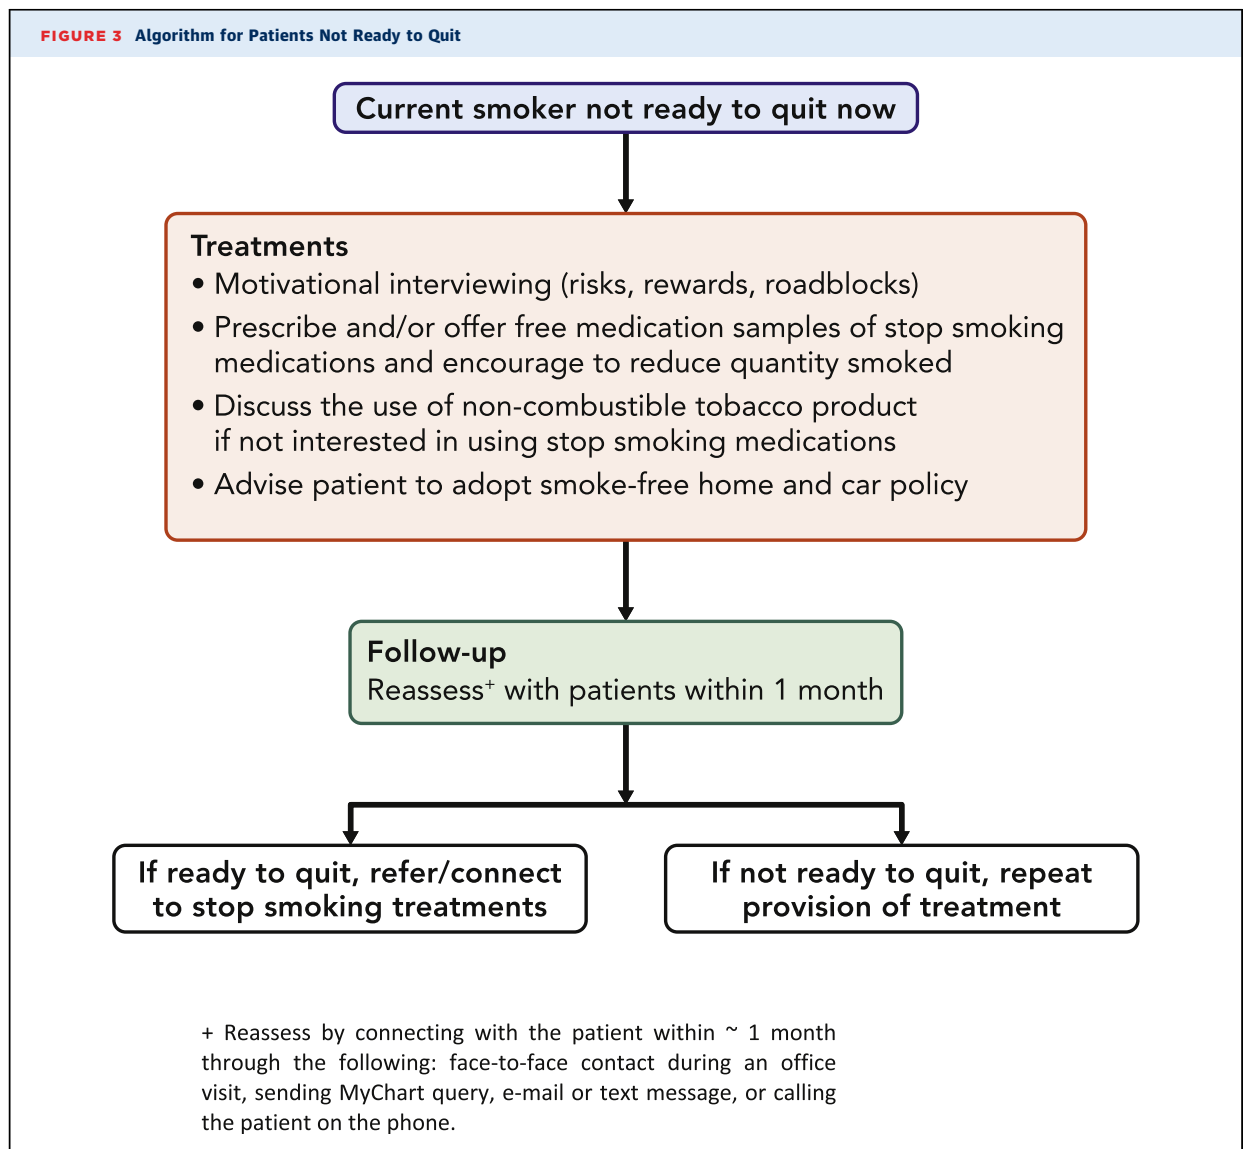 FIGURE 3 Algorithm for Patients Not Ready to Quit
Current smoker not ready to quit now
Treatments
• Motivational interviewing (risks, rewards, roadblocks)
• Prescribe and/or offer free medication samples of stop smoking
medications and encourage to reduce quantity smoked
• Discuss the use of non-combustible tobacco product
if not interested in using stop smoking medications
• Advise patient to adopt smoke-free home and car policy
Follow-up
Reassess+ with patients within 1 month
If ready to quit, refer/connect
to stop smoking treatments
If not ready to quit, repeat
provision of treatment
+ Reassess by connecting with the patient within ~ 1 month
through the following: face-to-face contact during an office
visit, sending MyChart query, e-mail or text message, or calling
the patient on the phone.